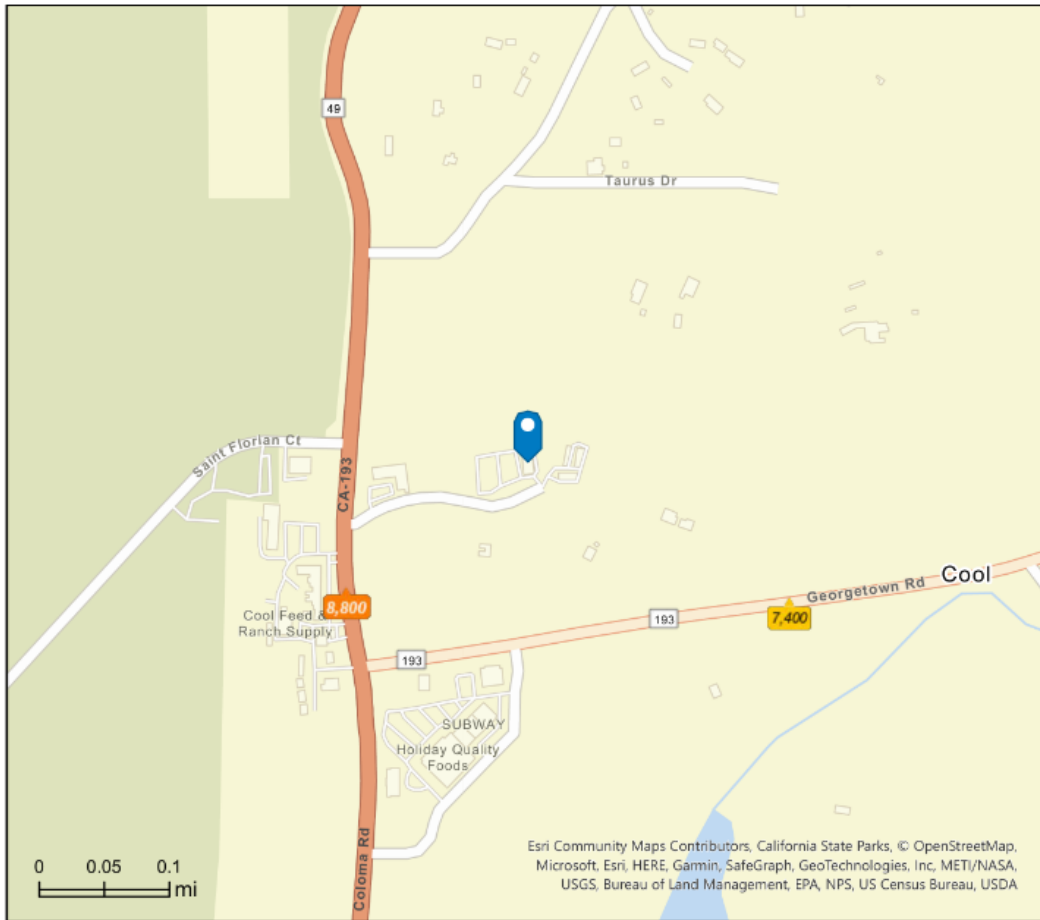 49
Taurus Dr
Saint Florian Ct
CA-193
Cool
Georgetown Rd
8,800
7,400
193
Cool Feed &
Ranch Supply
193
SUBWAY
Holiday Quality
Foods
Coloma Rd
0 0.05 0.1
mi
Esri Community Maps Contributors, California State Parks, © OpenStreetMap,
Microsoft, Esri, HERE, Garmin, SafeGraph, GeoTechnologies, Inc, METI/NASA,
USGS, Bureau of Land Management, EPA, NPS, US Census Bureau, USDA